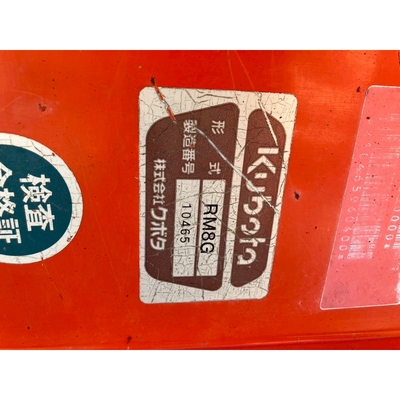 Kubota
形式 RM8G
製造番号 10465
株式会社クボタ
検査
合格証